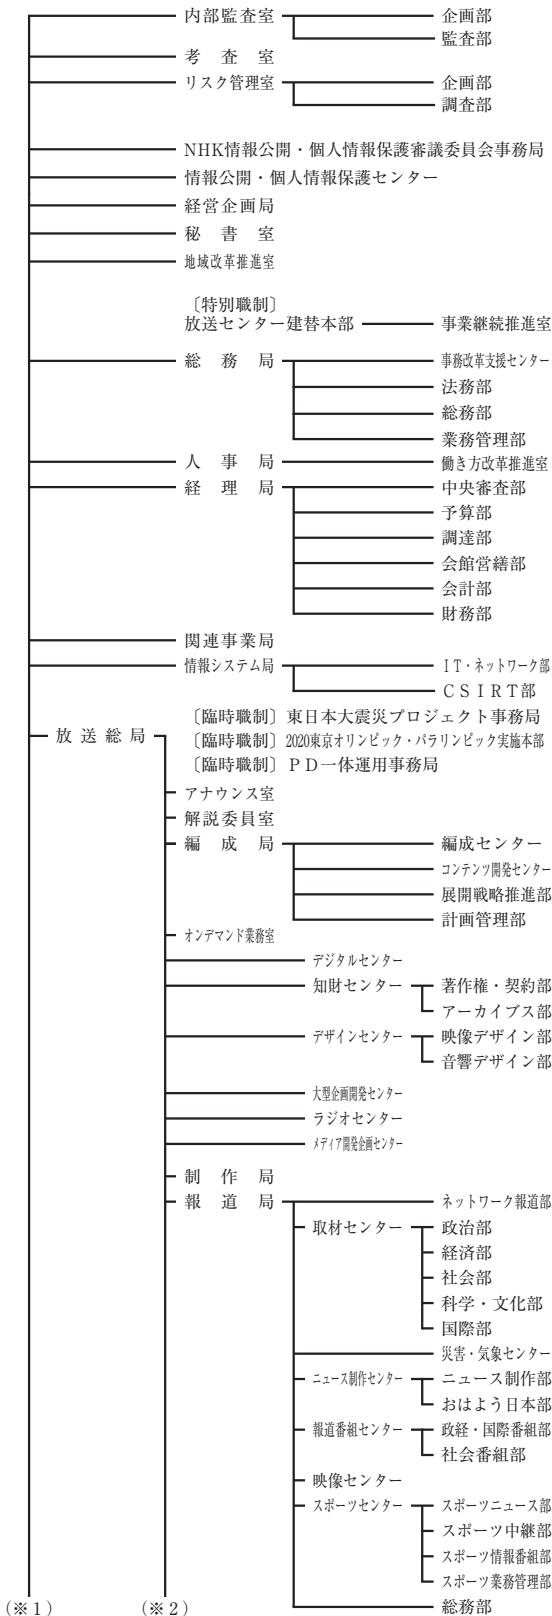 内部監査室 企画部
監査部
考査室
リスク管理室 企画部
調査部
NHK情報公開・個人情報保護審議委員会事務局
情報公開・個人情報保護センター
経営企画局
秘書室
地域改革推進室
〔特別職制〕
放送センター建替本部 事業継続推進室
総務局 事務改革支援センター
法務部
総務部
業務管理部
人事局 働き方改革推進室
経理局 中央審査部
予算部
調達部
会館営繕部
会計部
財務部
関連事業局
情報システム局 IT・ネットワーク部
CSIRT部
〔臨時職制〕東日本大震災プロジェクト事務局
放送総局
〔臨時職制〕2020東京オリンピック・パラリンピック実施本部
〔臨時職制〕PD一体運用事務局
アナウンス室
解説委員室
編成局 編成センター
コンテンツ開発センター
展開戦略推進部
計画管理部
オンデマンド業務室
デジタルセンター
知財センター 著作権・契約部
アーカイブス部
デザインセンター 映像デザイン部
音響デザイン部
大型企画開発センター
ラジオセンター
メディア開発企画センター
制作局
報道局 ネットワーク報道部
取材センター 政治部
経済部
社会部
科学・文化部
国際部
災害・気象センター
ニュース制作センター ニュース制作部
おはよう日本部
報道番組センター 政経・国際番組部
社会番組部
映像センター
スポーツセンター スポーツニュース部
スポーツ中継部
スポーツ情報番組部
スポーツ業務管理部
(※1) (※2) 総務部